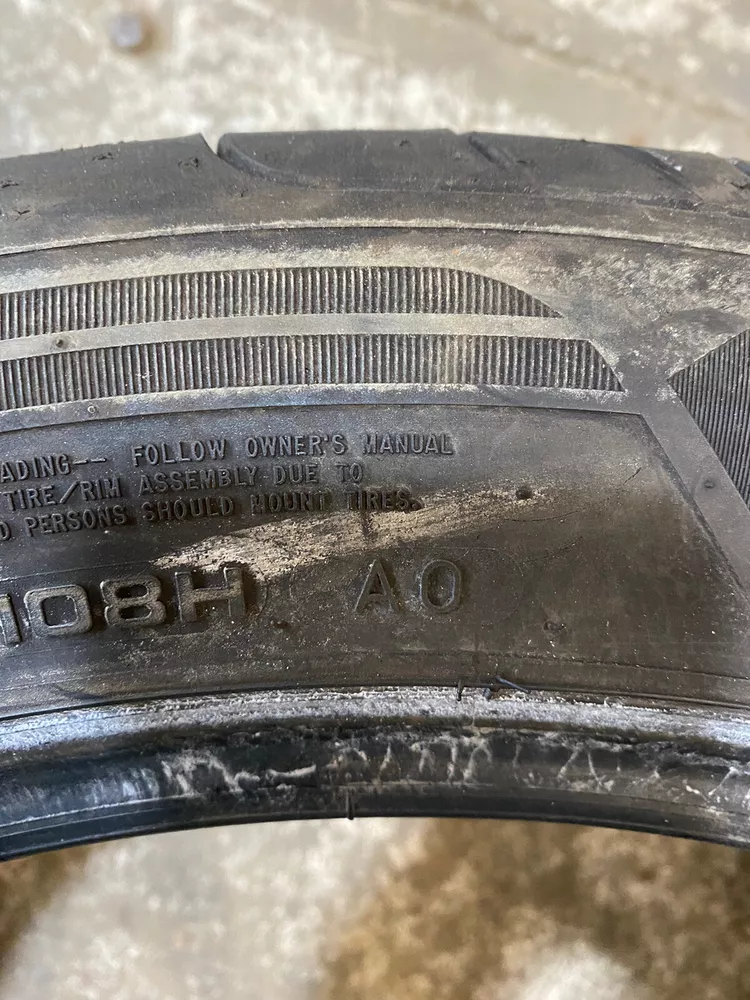 ADING-- FOLLOW OWNER'S MANUAL
TIRE/RIM ASSEMBLY DUE TO
D PERSONS SHOULD MOUNT TIRES.
108H AO